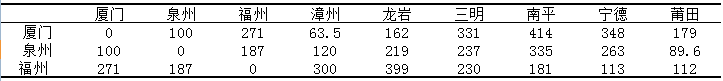 厦门 泉州 福州 漳州 龙岩 三明 南平 宁德 莆田
厦门 0 100 271 63.5 162 331 414 348 179
泉州 100 0 187 120 219 237 335 263 89.6
福州 271 187 0 300 399 230 181 113 112